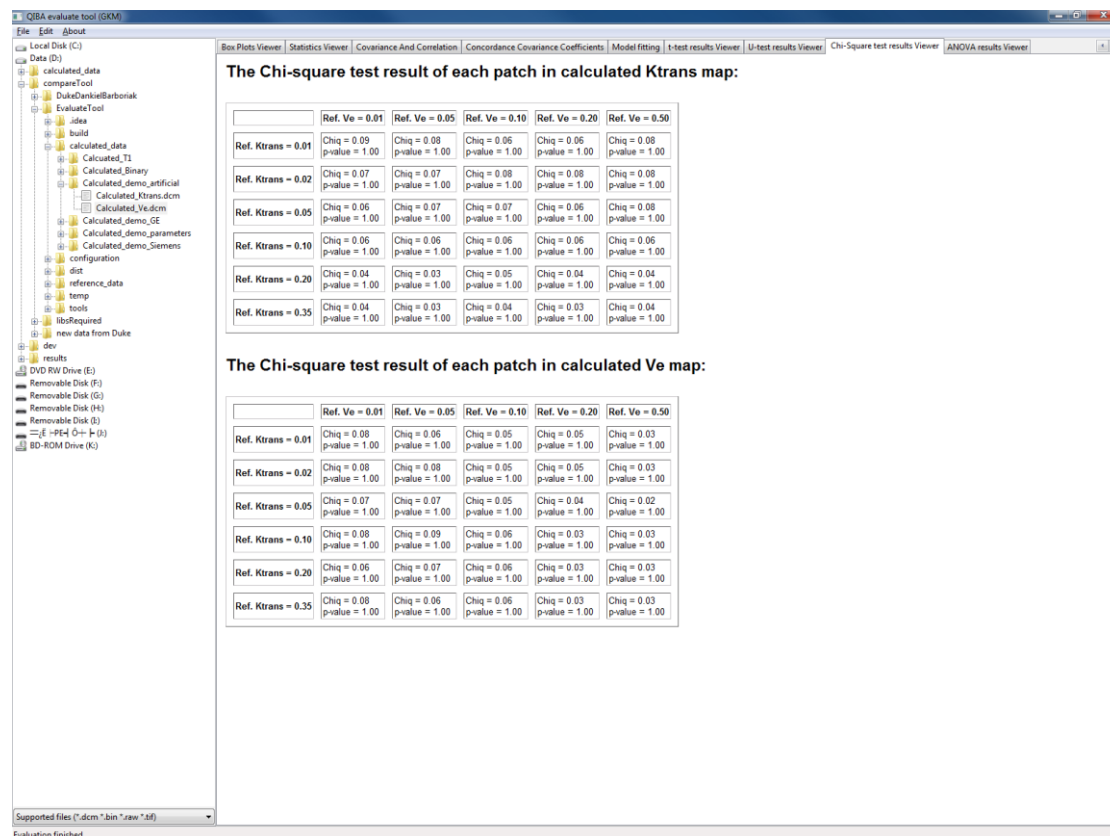 QIBA evaluate tool (GKM)
File Edit About
Local Disk (C:)
Data (D:)
calculated_data
compareTool
DukeDankielBarboriak
EvaluateTool
.idea
build
calculated_data
Calcuated_T1
Calculated_Binary
Calculated_demo_artificial
Calculated_Ktrans.dcm
Calculated_Ve.dcm
Calculated_demo_GE
Calculated_demo_parameters
Calculated_demo_Siemens
configuration
dist
reference_data
temp
tools
libsRequired
new data from Duke
dev
results
DVD RW Drive (E:)
Removable Disk (F:)
Removable Disk (G:)
Removable Disk (H:)
Removable Disk (I:)
BD-ROM Drive (K:)
Supported files (*.dcm *.bin *.raw *.tif)
Evaluation finished
Box Plots Viewer Statistics Viewer Covariance And Correlation Concordance Covariance Coefficients Model fitting t-test results Viewer U-test results Viewer Chi-Square test results Viewer ANOVA results Viewer
The Chi-square test result of each patch in calculated Ktrans map:
Ref. Ve = 0.01 Ref. Ve = 0.05 Ref. Ve = 0.10 Ref. Ve = 0.20 Ref. Ve = 0.50
Ref. Ktrans = 0.01
Chiq = 0.09 Chiq = 0.08 Chiq = 0.06 Chiq = 0.06 Chiq = 0.08
p-value = 1.00 p-value = 1.00 p-value = 1.00 p-value = 1.00 p-value = 1.00
Ref. Ktrans = 0.02
Chiq = 0.07 Chiq = 0.07 Chiq = 0.08 Chiq = 0.08 Chiq = 0.08
p-value = 1.00 p-value = 1.00 p-value = 1.00 p-value = 1.00 p-value = 1.00
Ref. Ktrans = 0.05
Chiq = 0.06 Chiq = 0.07 Chiq = 0.07 Chiq = 0.06 Chiq = 0.08
p-value = 1.00 p-value = 1.00 p-value = 1.00 p-value = 1.00 p-value = 1.00
Ref. Ktrans = 0.10
Chiq = 0.06 Chiq = 0.06 Chiq = 0.06 Chiq = 0.06 Chiq = 0.06
p-value = 1.00 p-value = 1.00 p-value = 1.00 p-value = 1.00 p-value = 1.00
Ref. Ktrans = 0.20
Chiq = 0.04 Chiq = 0.03 Chiq = 0.05 Chiq = 0.04 Chiq = 0.04
p-value = 1.00 p-value = 1.00 p-value = 1.00 p-value = 1.00 p-value = 1.00
Ref. Ktrans = 0.35
Chiq = 0.04 Chiq = 0.03 Chiq = 0.04 Chiq = 0.03 Chiq = 0.04
p-value = 1.00 p-value = 1.00 p-value = 1.00 p-value = 1.00 p-value = 1.00
The Chi-square test result of each patch in calculated Ve map:
Ref. Ve = 0.01 Ref. Ve = 0.05 Ref. Ve = 0.10 Ref. Ve = 0.20 Ref. Ve = 0.50
Ref. Ktrans = 0.01
Chiq = 0.08 Chiq = 0.06 Chiq = 0.05 Chiq = 0.05 Chiq = 0.03
p-value = 1.00 p-value = 1.00 p-value = 1.00 p-value = 1.00 p-value = 1.00
Ref. Ktrans = 0.02
Chiq = 0.08 Chiq = 0.08 Chiq = 0.05 Chiq = 0.05 Chiq = 0.03
p-value = 1.00 p-value = 1.00 p-value = 1.00 p-value = 1.00 p-value = 1.00
Ref. Ktrans = 0.05
Chiq = 0.07 Chiq = 0.07 Chiq = 0.05 Chiq = 0.04 Chiq = 0.02
p-value = 1.00 p-value = 1.00 p-value = 1.00 p-value = 1.00 p-value = 1.00
Ref. Ktrans = 0.10
Chiq = 0.08 Chiq = 0.09 Chiq = 0.06 Chiq = 0.03 Chiq = 0.03
p-value = 1.00 p-value = 1.00 p-value = 1.00 p-value = 1.00 p-value = 1.00
Ref. Ktrans = 0.20
Chiq = 0.06 Chiq = 0.07 Chiq = 0.06 Chiq = 0.03 Chiq = 0.03
p-value = 1.00 p-value = 1.00 p-value = 1.00 p-value = 1.00 p-value = 1.00
Ref. Ktrans = 0.35
Chiq = 0.08 Chiq = 0.06 Chiq = 0.06 Chiq = 0.03 Chiq = 0.03
p-value = 1.00 p-value = 1.00 p-value = 1.00 p-value = 1.00 p-value = 1.00